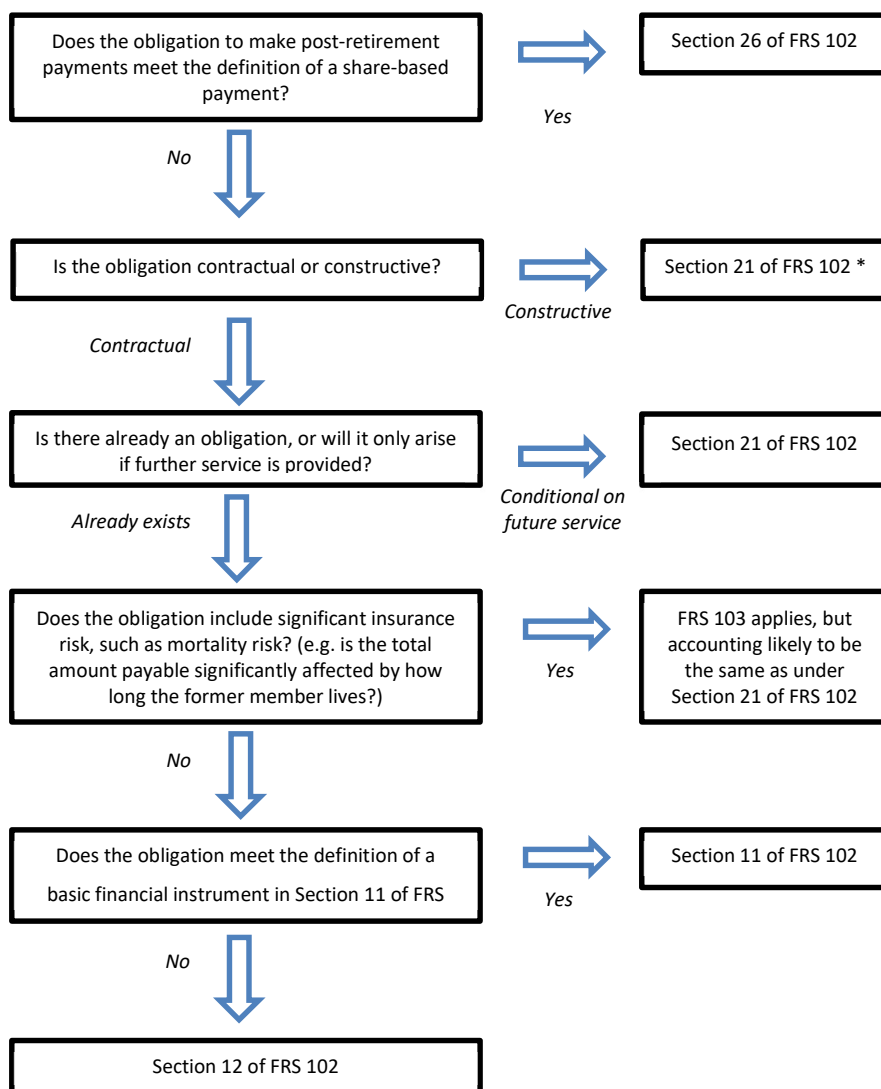 Does the obligation to make post-retirement
payments meet the definition of a share-based
payment?
Section 26 of FRS 102
Yes
No
Is the obligation contractual or constructive?
Section 21 of FRS 102 *
Constructive
Contractual
Is there already an obligation, or will it only arise
if further service is provided?
Section 21 of FRS 102
Conditional on
future service
Already exists
Does the obligation include significant insurance
risk, such as mortality risk? (e.g. is the total
amount payable significantly affected by how
long the former member lives?)
FRS 103 applies, but
accounting likely to be
the same as under
Section 21 of FRS 102
Yes
No
Does the obligation meet the definition of a
basic financial instrument in Section 11 of FRS
Section 11 of FRS 102
Yes
No
Section 12 of FRS 102